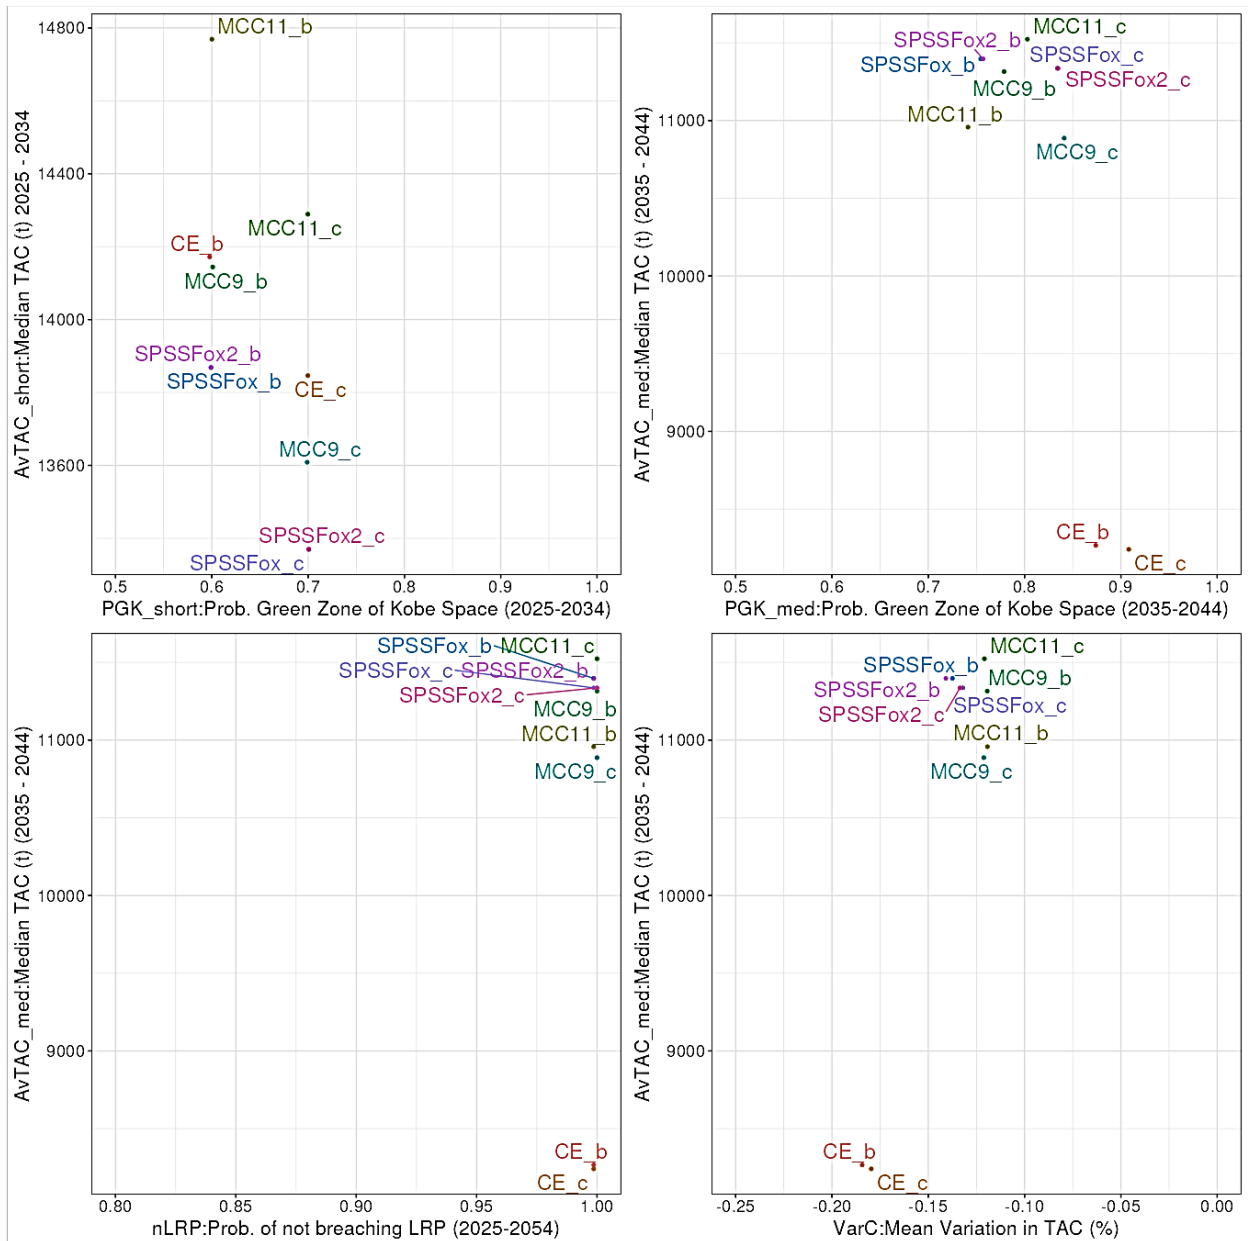 AvTAC_short:Median TAC (t) 2025 - 2034
14800
14400
14000
13600
MCC11_b
MCC11_c
CE_b
MCC9_b
SPSSFox2_b
SPSSFox_b
CE_c
MCC9_c
SPSSFox2_c
SPSSFox_c
0.5 0.6 0.7 0.8 0.9 1.0
PGK_short:Prob. Green Zone of Kobe Space (2025-2034)
AvTAC_med:Median TAC (t) (2035 - 2044)
11000
10000
9000
MCC11_c
SPSSFox2_b
SPSSFox_c
SPSSFox_b
SPSSFox2_c
MCC9_b
MCC11_b
MCC9_c
CE_b
CE_c
0.5 0.6 0.7 0.8 0.9 1.0
PGK_med:Prob. Green Zone of Kobe Space (2035-2044)
AvTAC_med:Median TAC (t) (2035 - 2044)
11000
10000
9000
SPSSFox_b
MCC11_c
SPSSFox_c
SPSSFox2_b
SPSSFox2_c
MCC9_b
MCC11_b
MCC9_c
CE_b
CE_c
0.80 0.85 0.90 0.95 1.00
nLRP:Prob. of not breaching LRP (2025-2054)
AvTAC_med:Median TAC (t) (2035 - 2044)
11000
10000
9000
MCC11_c
SPSSFox_b
MCC9_b
SPSSFox2_b
SPSSFox_c
SPSSFox2_c
MCC11_b
MCC9_c
CE_b
CE_c
-0.25 -0.20 -0.15 -0.10 -0.05 0.00
VarC:Mean Variation in TAC (%)